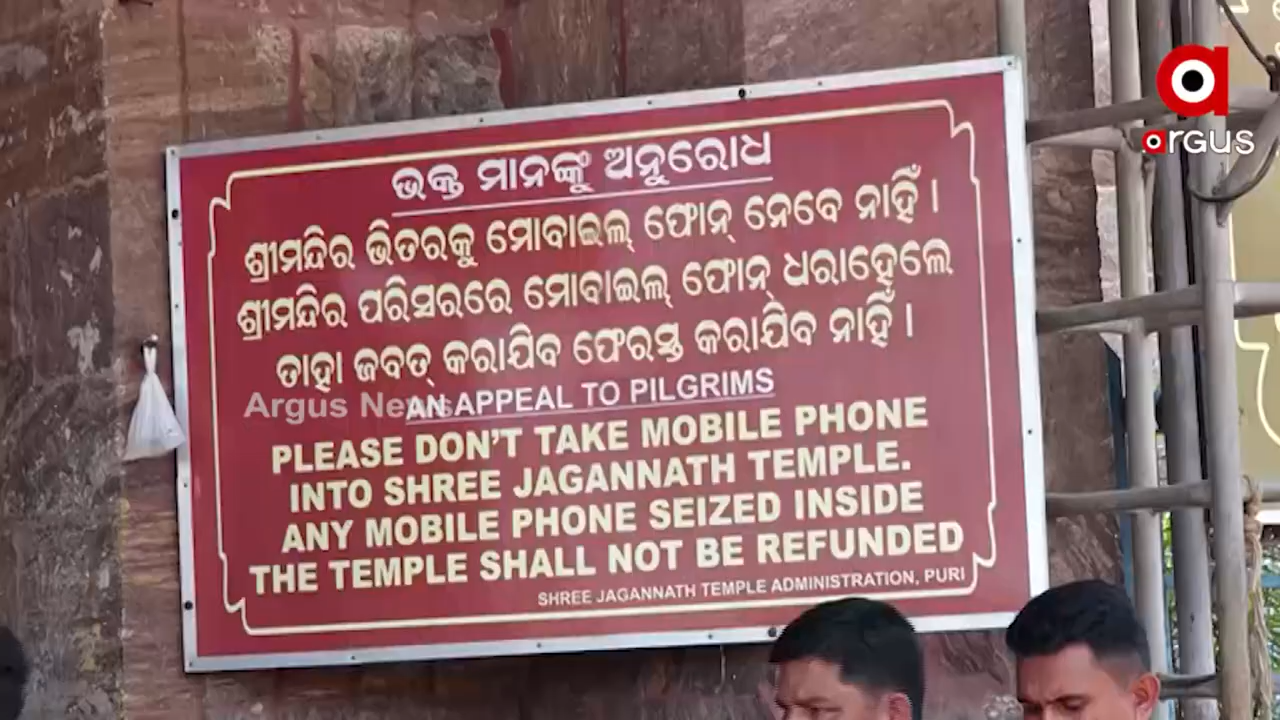 argus
ଭକ୍ତ ମାନଙ୍କୁ ଅନୁରୋଧ
ଶ୍ରୀମନ୍ଦିର ଭିତରକୁ ମୋବାଇଲ୍ ଫୋନ୍ ନେବେ ନାହିଁ ।
ଶ୍ରୀମନ୍ଦିର ପରିସରରେ ମୋବାଇଲ୍ ଫୋନ୍ ଧରାହେଲେ
ତାହା ଜବତ୍ କରାଯିବ ଫେରସ୍ତ କରାଯିବ ନାହିଁ ।
Argus News
AN APPEAL TO PILGRIMS
PLEASE DON'T TAKE MOBILE PHONE
INTO SHREE JAGANNATH TEMPLE.
ANY MOBILE PHONE SEIZED INSIDE
THE TEMPLE SHALL NOT BE REFUNDED
SHREE JAGANNATH TEMPLE ADMINISTRATION, PURI